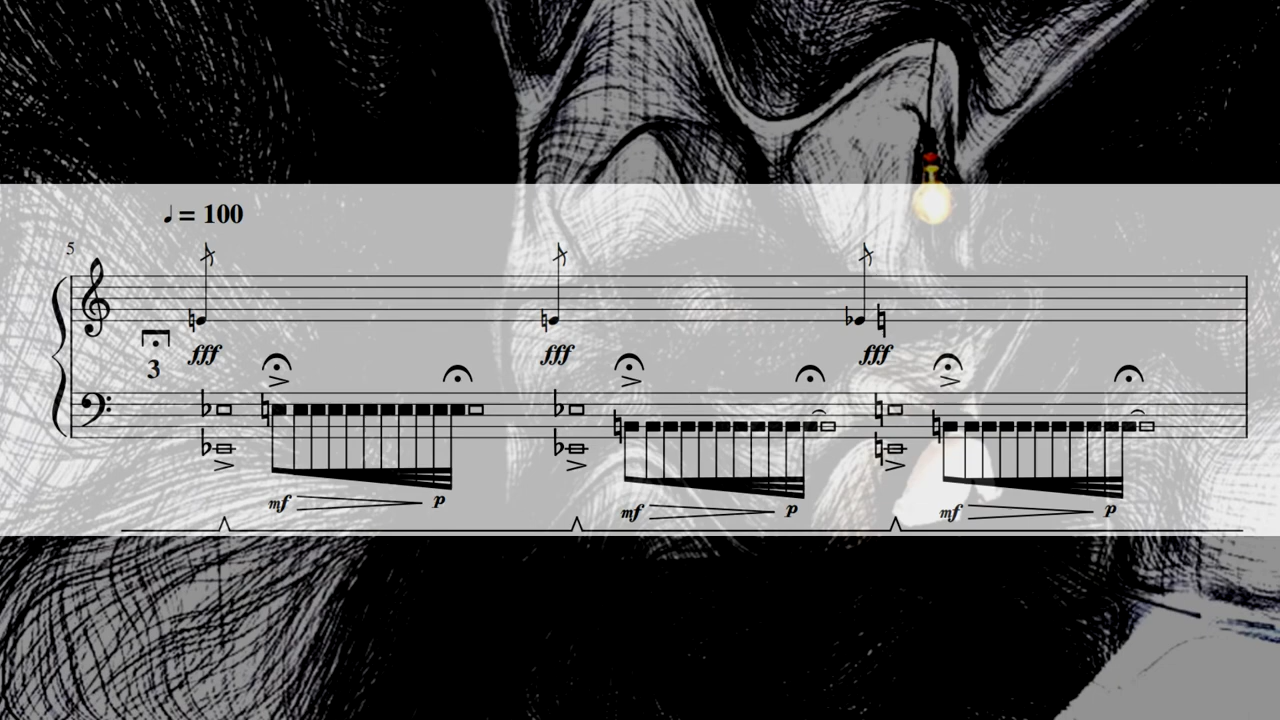 ♩= 100
5
3
fff fff fff
mf p mf p mf p